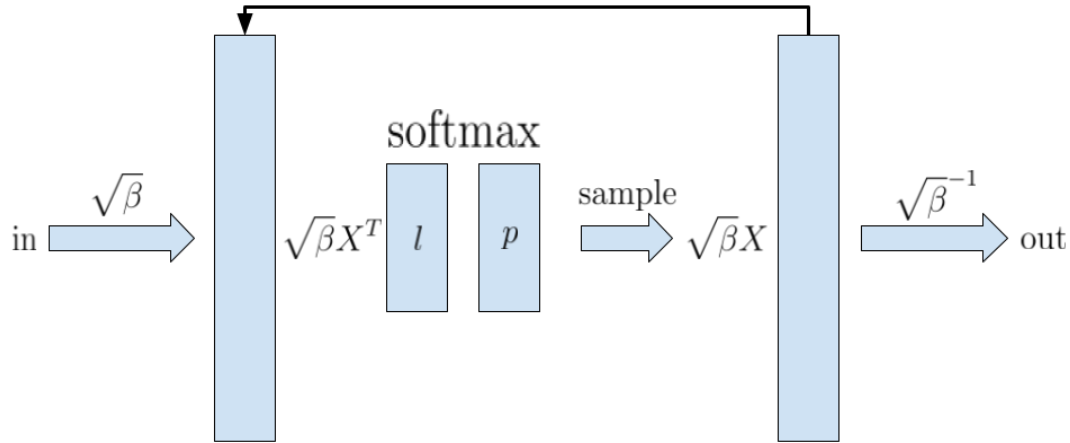 softmax
in
√β
√βXᵀ
l
p
sample
√βX
√β⁻¹
out